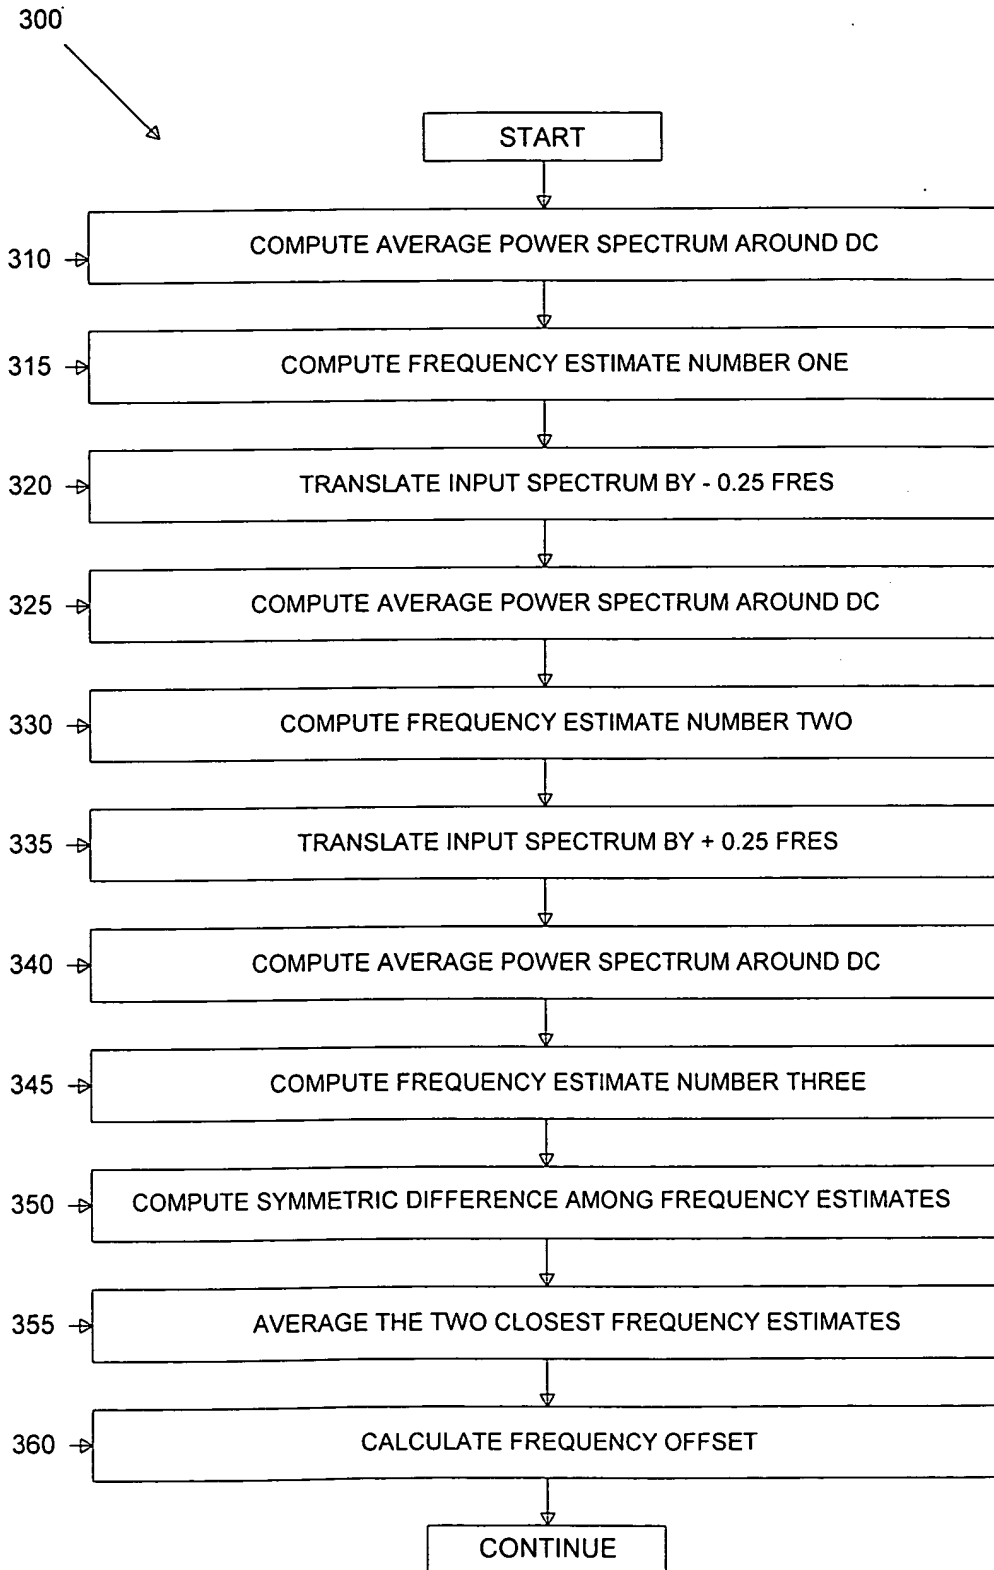 300
START
310 COMPUTE AVERAGE POWER SPECTRUM AROUND DC
315 COMPUTE FREQUENCY ESTIMATE NUMBER ONE
320 TRANSLATE INPUT SPECTRUM BY - 0.25 FRES
325 COMPUTE AVERAGE POWER SPECTRUM AROUND DC
330 COMPUTE FREQUENCY ESTIMATE NUMBER TWO
335 TRANSLATE INPUT SPECTRUM BY + 0.25 FRES
340 COMPUTE AVERAGE POWER SPECTRUM AROUND DC
345 COMPUTE FREQUENCY ESTIMATE NUMBER THREE
350 COMPUTE SYMMETRIC DIFFERENCE AMONG FREQUENCY ESTIMATES
355 AVERAGE THE TWO CLOSEST FREQUENCY ESTIMATES
360 CALCULATE FREQUENCY OFFSET
CONTINUE